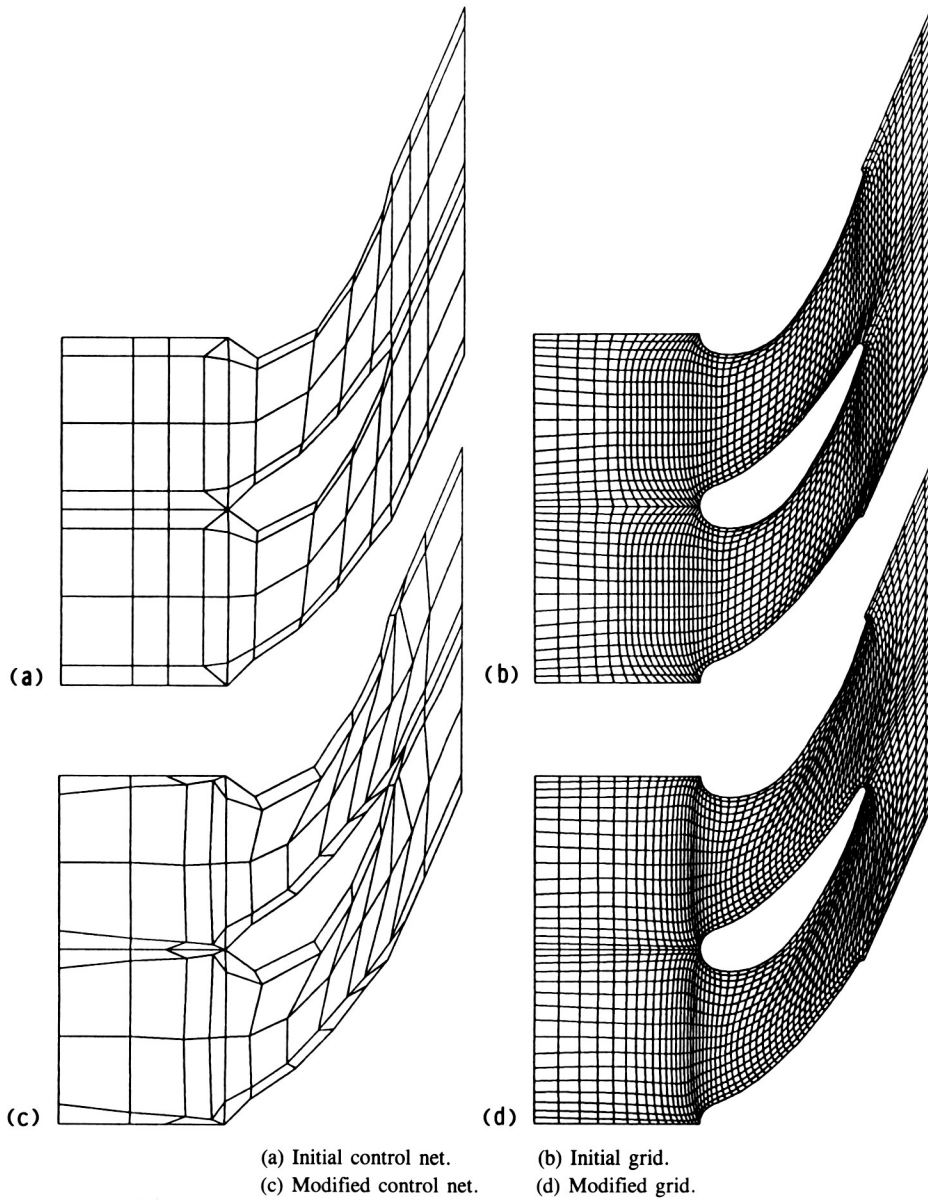 (a)
(b)
(c)
(d)
(a) Initial control net. (b) Initial grid.
(c) Modified control net. (d) Modified grid.